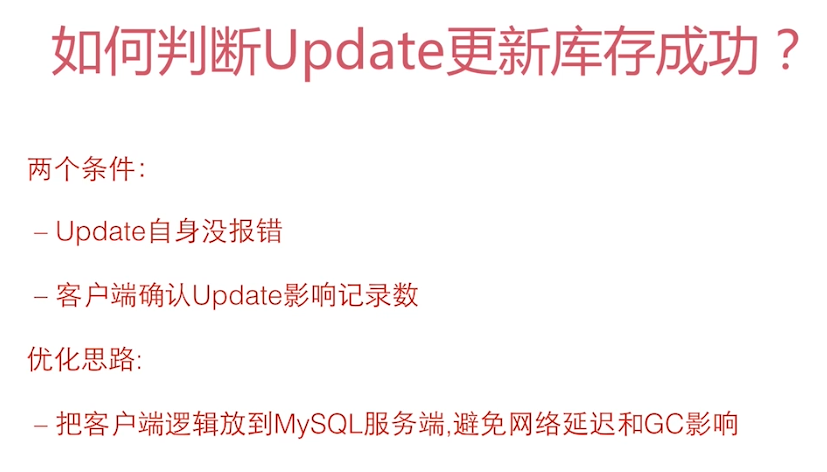 如何判断Update更新库存成功？
两个条件：
– Update自身没报错
– 客户端确认Update影响记录数
优化思路:
– 把客户端逻辑放到MySQL服务端,避免网络延迟和GC影响